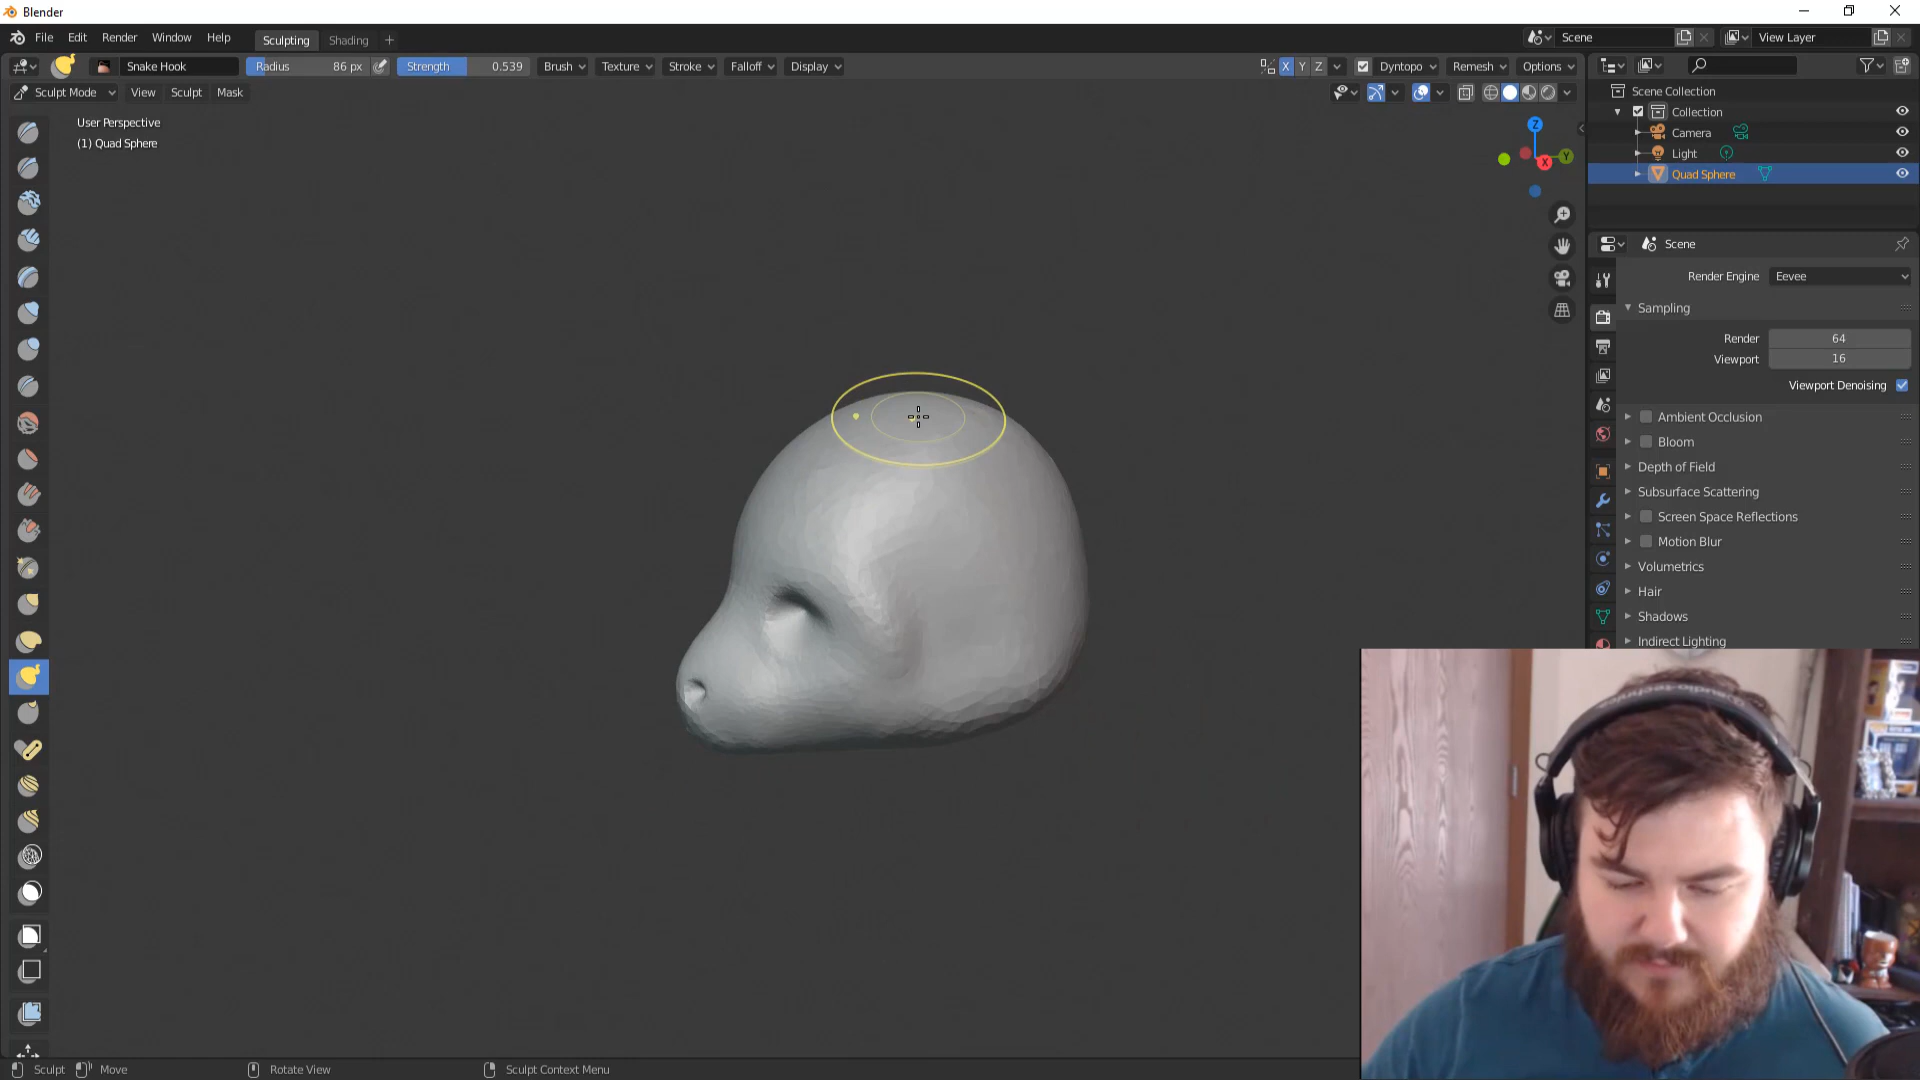 Blender
File Edit Render Window Help Sculpting Shading + Scene View Layer
Snake Hook Radius 86 px Strength 0.539 Brush Texture Stroke Falloff Display X Y Z Dyntopo Remesh Options
Sculpt Mode View Sculpt Mask
User Perspective
(1) Quad Sphere
Z
X
Y
Scene Collection
Collection
Camera
Light
Quad Sphere
Scene
Render Engine Eevee
Sampling
Render 64
Viewport 16
Viewport Denoising
Ambient Occlusion
Bloom
Depth of Field
Subsurface Scattering
Screen Space Reflections
Motion Blur
Volumetrics
Hair
Shadows
Indirect Lighting
Sculpt Move Rotate View Sculpt Context Menu